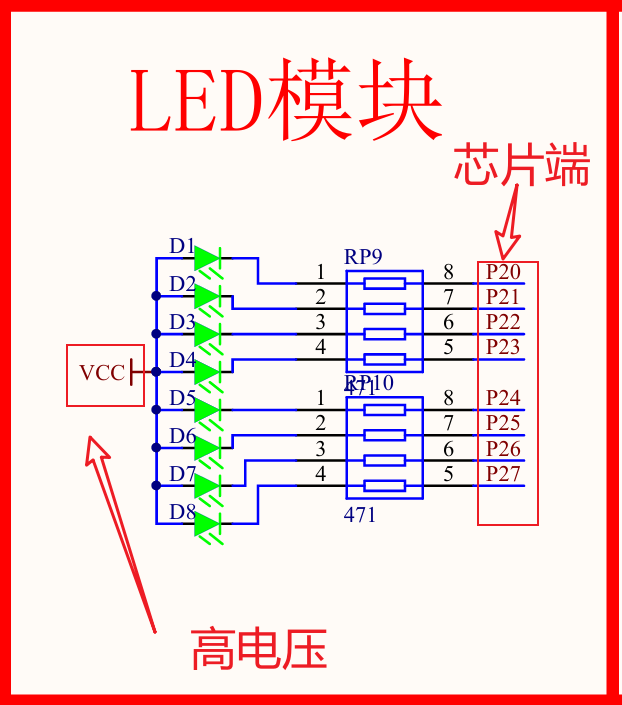 LED模块
芯片端
D1 RP9
1 8 P20
D2 2 7 P21
D3 3 6 P22
D4 4 5 P23
VCC
471 RP10
D5 1 8 P24
D6 2 7 P25
D7 3 6 P26
4 5 P27
D8 471
高电压